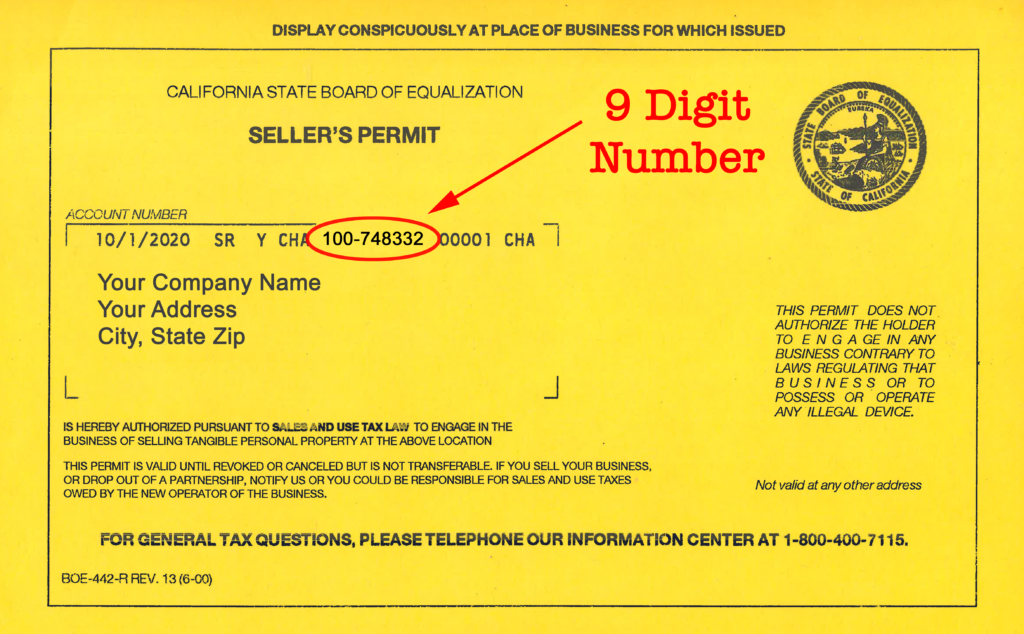 DISPLAY CONSPICUOUSLY AT PLACE OF BUSINESS FOR WHICH ISSUED
CALIFORNIA STATE BOARD OF EQUALIZATION
SELLER'S PERMIT
9 Digit
Number
STATE BOARD OF EQUALIZATION
EUREKA
STATE OF CALIFORNIA
ACCOUNT NUMBER
10/1/2020 SR Y CHA 100-748332 00001 CHA
Your Company Name
Your Address
City, State Zip
THIS PERMIT DOES NOT
AUTHORIZE THE HOLDER
TO ENGAGE IN ANY
BUSINESS CONTRARY TO
LAWS REGULATING THAT
BUSINESS OR TO
POSSESS OR OPERATE
ANY ILLEGAL DEVICE.
IS HEREBY AUTHORIZED PURSUANT TO SALES AND USE TAX LAW TO ENGAGE IN THE
BUSINESS OF SELLING TANGIBLE PERSONAL PROPERTY AT THE ABOVE LOCATION
THIS PERMIT IS VALID UNTIL REVOKED OR CANCELED BUT IS NOT TRANSFERABLE. IF YOU SELL YOUR BUSINESS,
OR DROP OUT OF A PARTNERSHIP, NOTIFY US OR YOU COULD BE RESPONSIBLE FOR SALES AND USE TAXES
OWED BY THE NEW OPERATOR OF THE BUSINESS.
Not valid at any other address
FOR GENERAL TAX QUESTIONS, PLEASE TELEPHONE OUR INFORMATION CENTER AT 1-800-400-7115.
BOE-442-R REV. 13 (6-00)